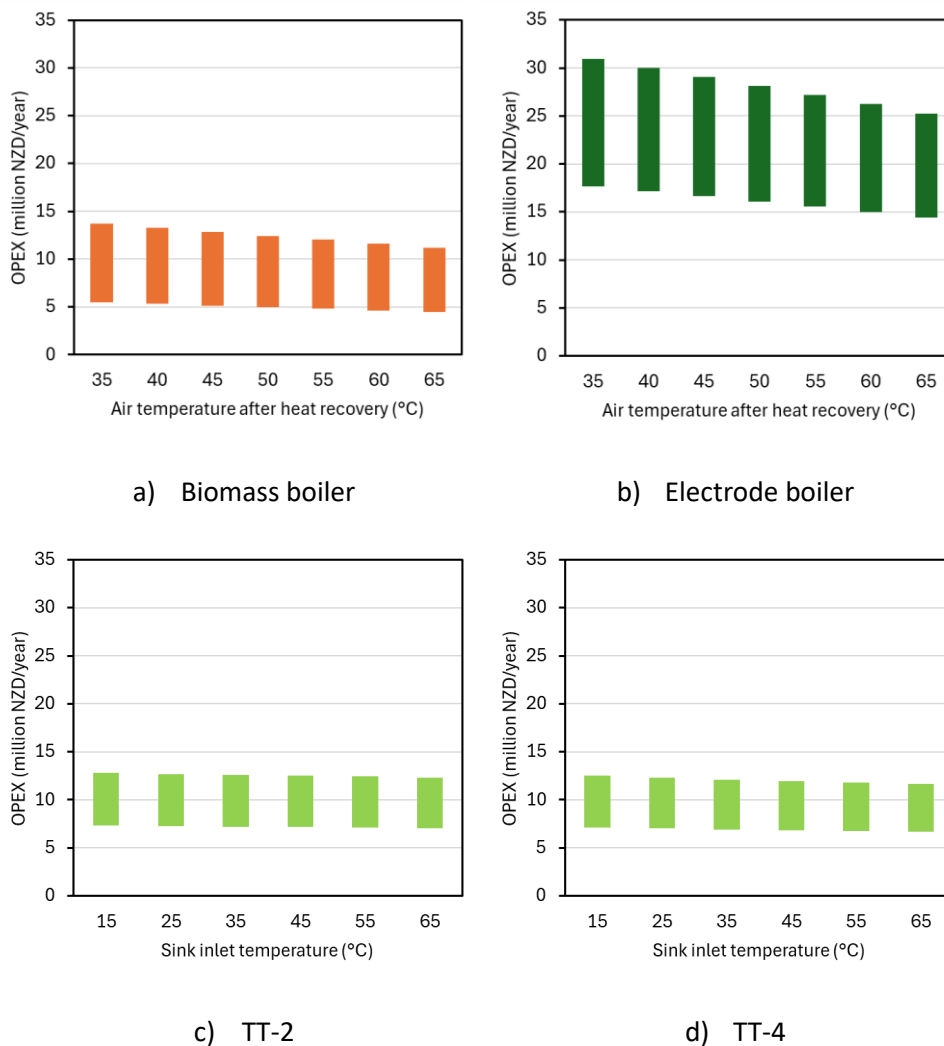 35
30
25
20
15
10
5
0
OPEX (million NZD/year)
35 40 45 50 55 60 65
Air temperature after heat recovery (°C)
a) Biomass boiler
35
30
25
20
15
10
5
0
OPEX (million NZD/year)
35 40 45 50 55 60 65
Air temperature after heat recovery (°C)
b) Electrode boiler
35
30
25
20
15
10
5
0
OPEX (million NZD/year)
15 25 35 45 55 65
Sink inlet temperature (°C)
c) TT-2
35
30
25
20
15
10
5
0
OPEX (million NZD/year)
15 25 35 45 55 65
Sink inlet temperature (°C)
d) TT-4